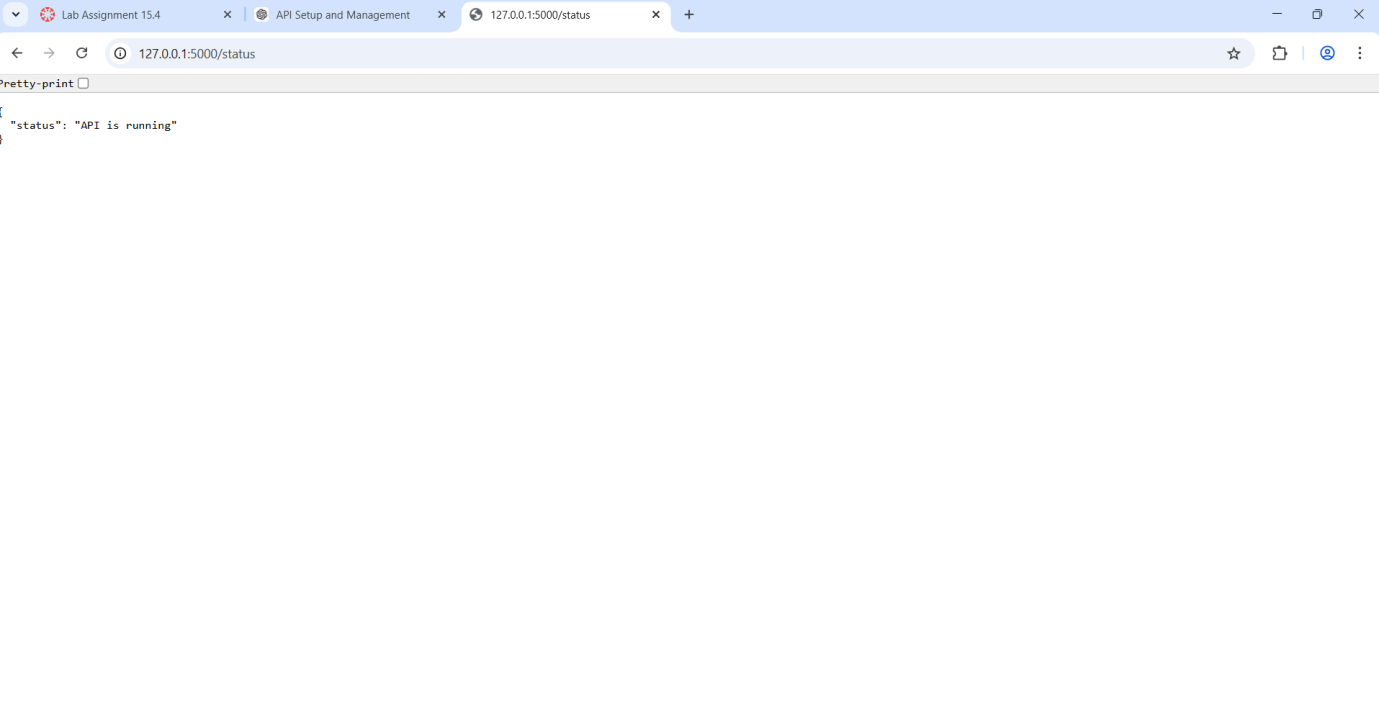 Lab Assignment 15.4
API Setup and Management
127.0.0.1:5000/status
127.0.0.1:5000/status
Pretty-print
{
"status": "API is running"
}